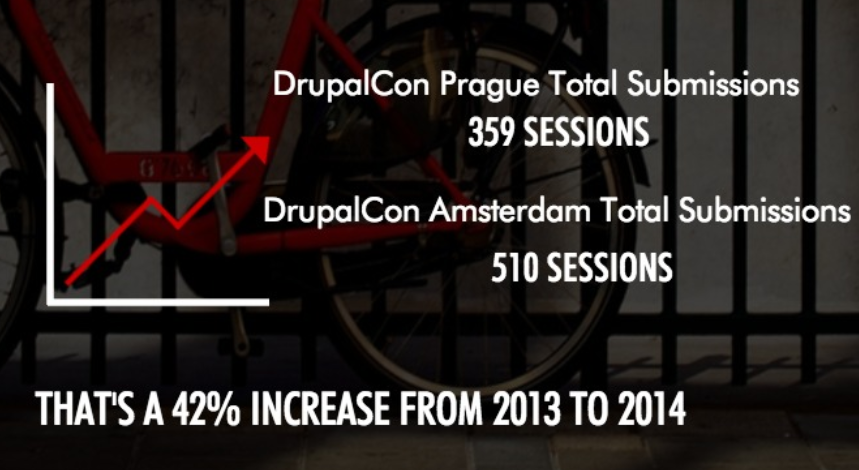 DrupalCon Prague Total Submissions
359 SESSIONS
DrupalCon Amsterdam Total Submissions
510 SESSIONS
THAT'S A 42% INCREASE FROM 2013 TO 2014